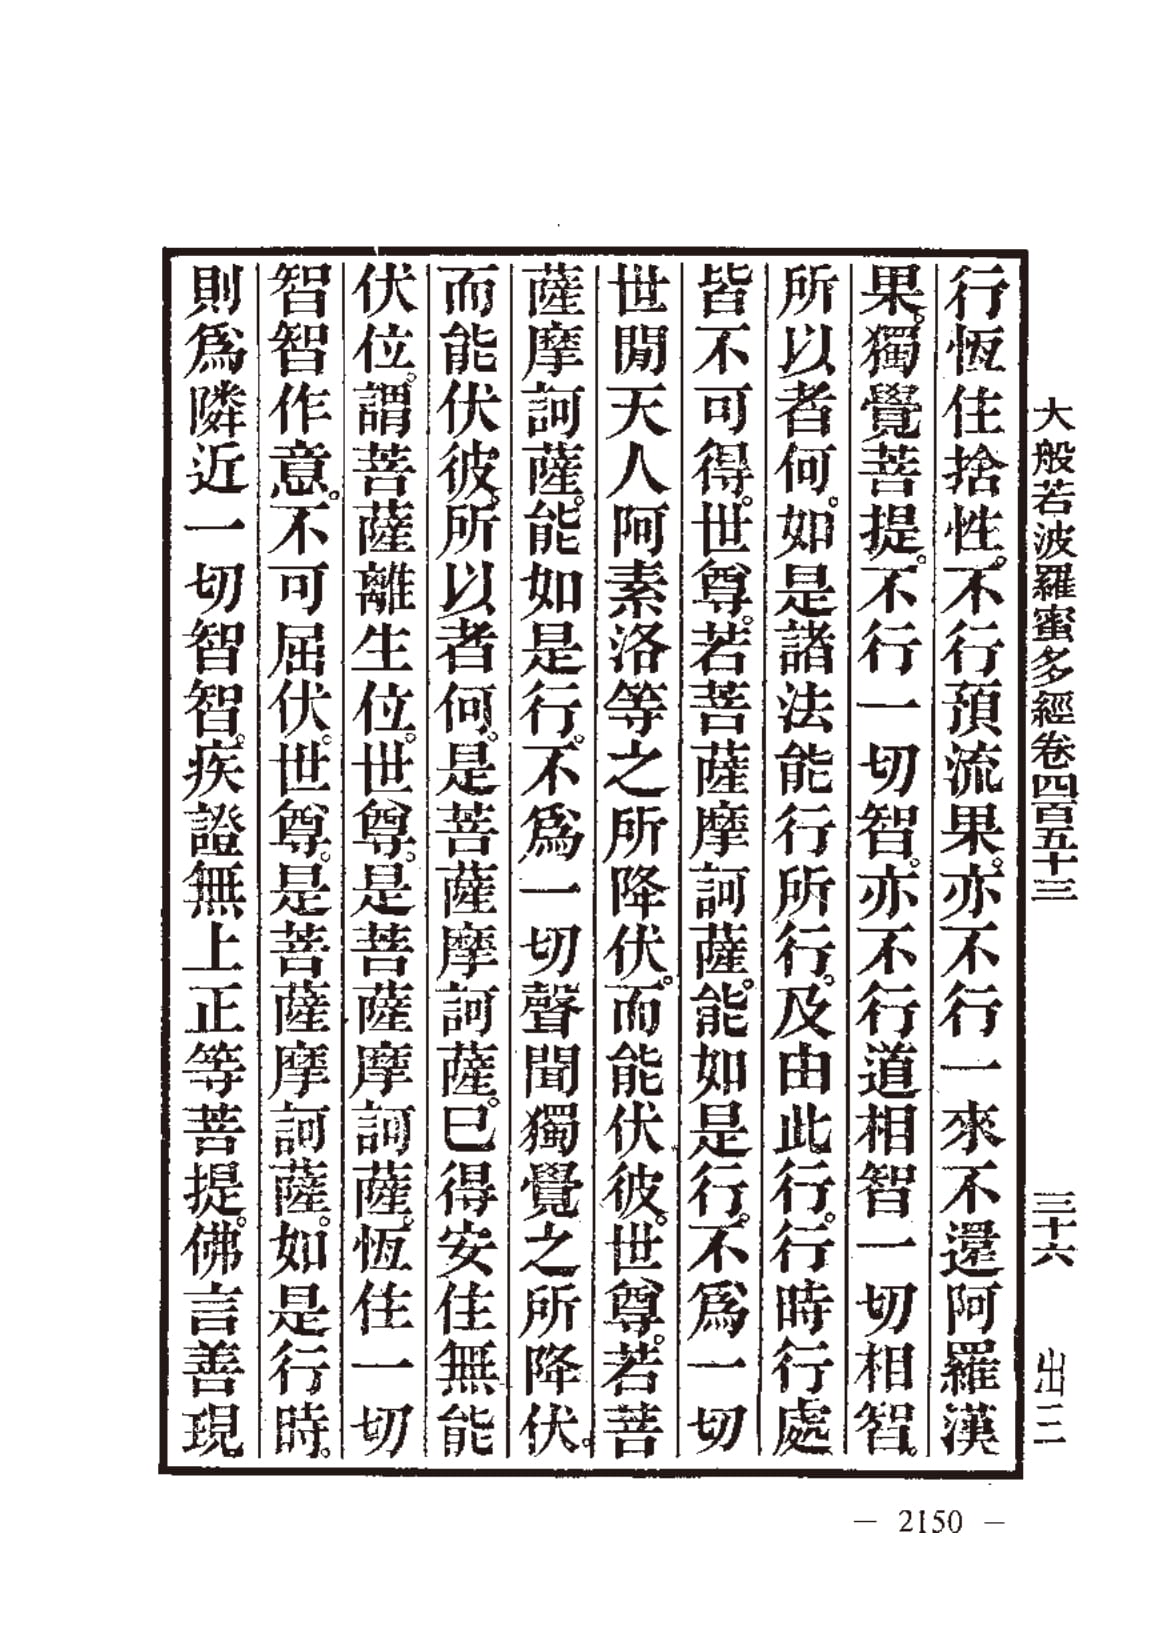 大般若波羅蜜多經卷四百五十三 三十六 出三
行恆住捨性。不行預流果。亦不行一來不還阿羅漢
果。獨覺菩提。不行一切智。亦不行道相智一切相智。
所以者何。如是諸法能行所行。及由此行。行時行處
皆不可得。世尊。若菩薩摩訶薩。能如是行。不爲一切
世閒天人阿素洛等之所降伏。而能伏彼。世尊。若菩
薩摩訶薩。能如是行。不爲一切聲聞獨覺之所降伏。
而能伏彼。所以者何。是菩薩摩訶薩。已得安住無能
伏位。謂菩薩離生位。世尊。是菩薩摩訶薩。恆住一切
智智作意。不可屈伏。世尊。是菩薩摩訶薩。如是行時。
則爲隣近一切智智。疾證無上正等菩提。佛言善現
— 2150 —